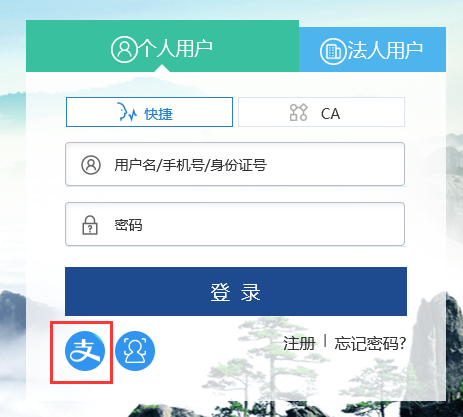 个人用户
法人用户
快捷
CA
用户名/手机号/身份证号
密码
登 录
支
注册 | 忘记密码?